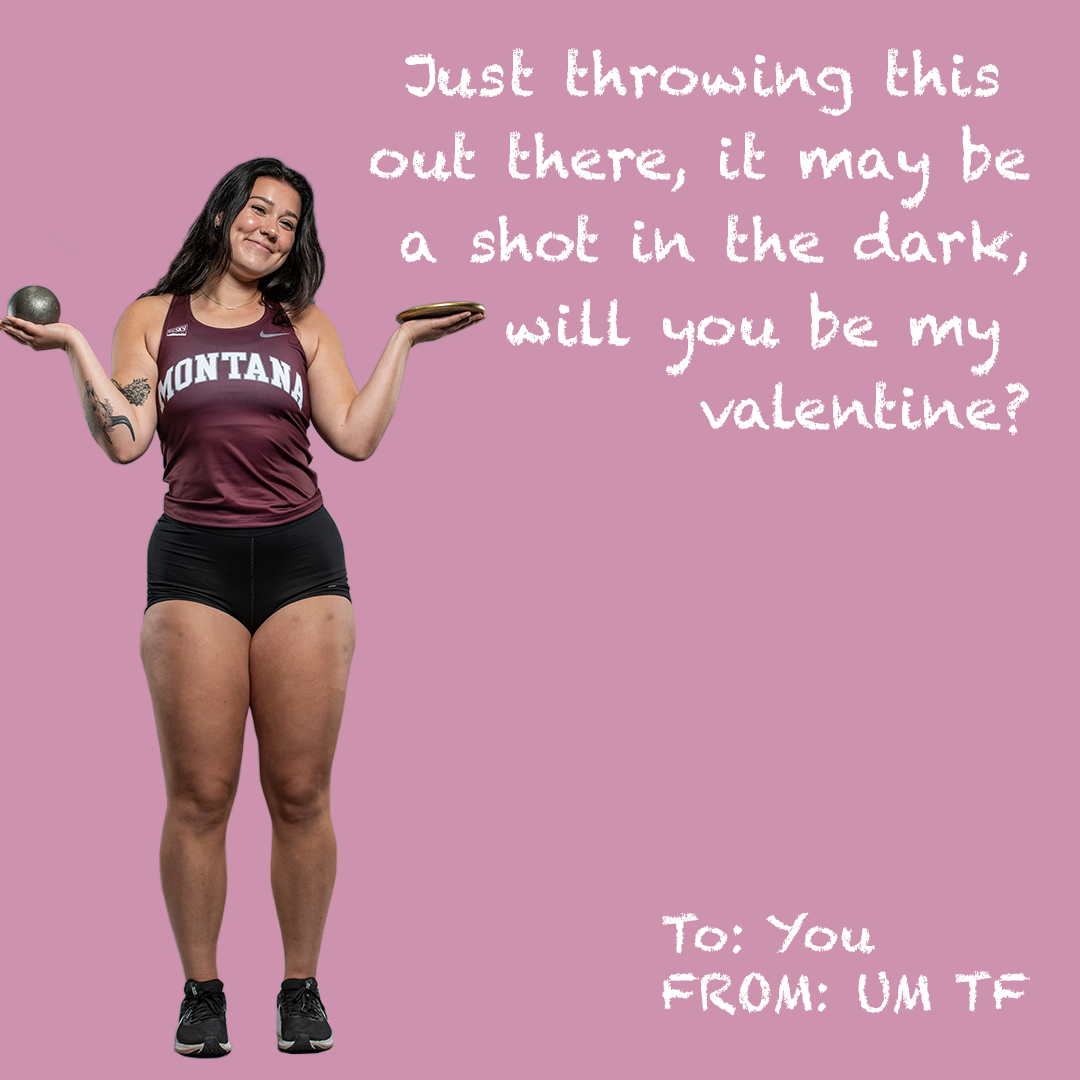 Just throwing this
out there, it may be
a shot in the dark,
will you be my
valentine?
MONTANA
To: You
FROM: UM TF